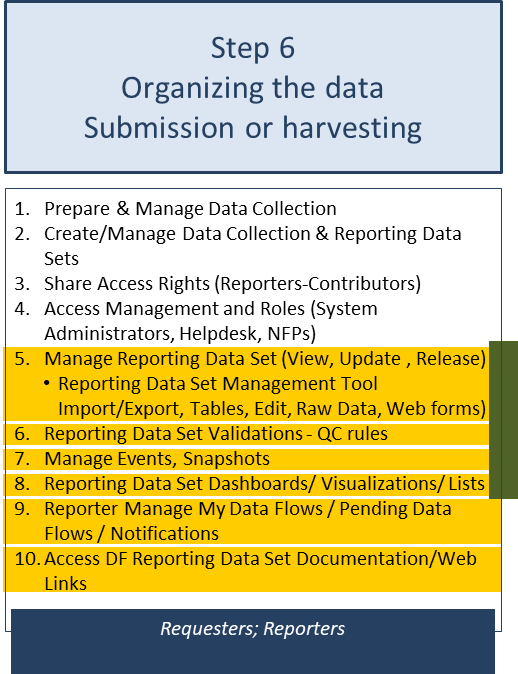 Step 6
Organizing the data
Submission or harvesting
1. Prepare & Manage Data Collection
2. Create/Manage Data Collection & Reporting Data
Sets
3. Share Access Rights (Reporters-Contributors)
4. Access Management and Roles (System
Administrators, Helpdesk, NFPs)
5. Manage Reporting Data Set (View, Update , Release)
• Reporting Data Set Management Tool
Import/Export, Tables, Edit, Raw Data, Web forms)
6. Reporting Data Set Validations - QC rules
7. Manage Events, Snapshots
8. Reporting Data Set Dashboards/ Visualizations/ Lists
9. Reporter Manage My Data Flows / Pending Data
Flows / Notifications
10. Access DF Reporting Data Set Documentation/Web
Links
Requesters; Reporters